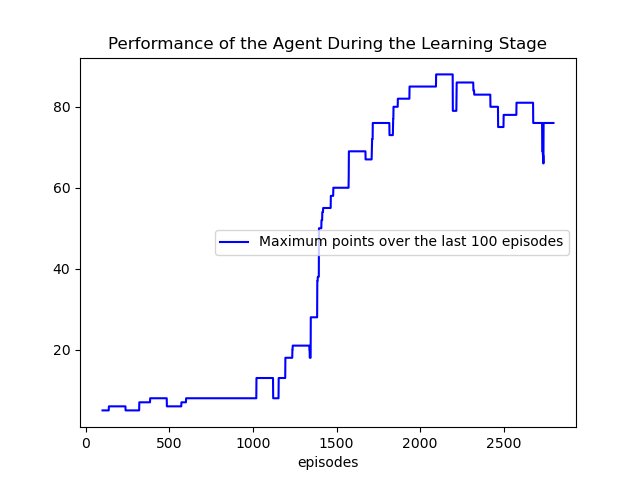 Performance of the Agent During the Learning Stage
80
60
Maximum points over the last 100 episodes
40
20
0 500 1000 1500 2000 2500
episodes